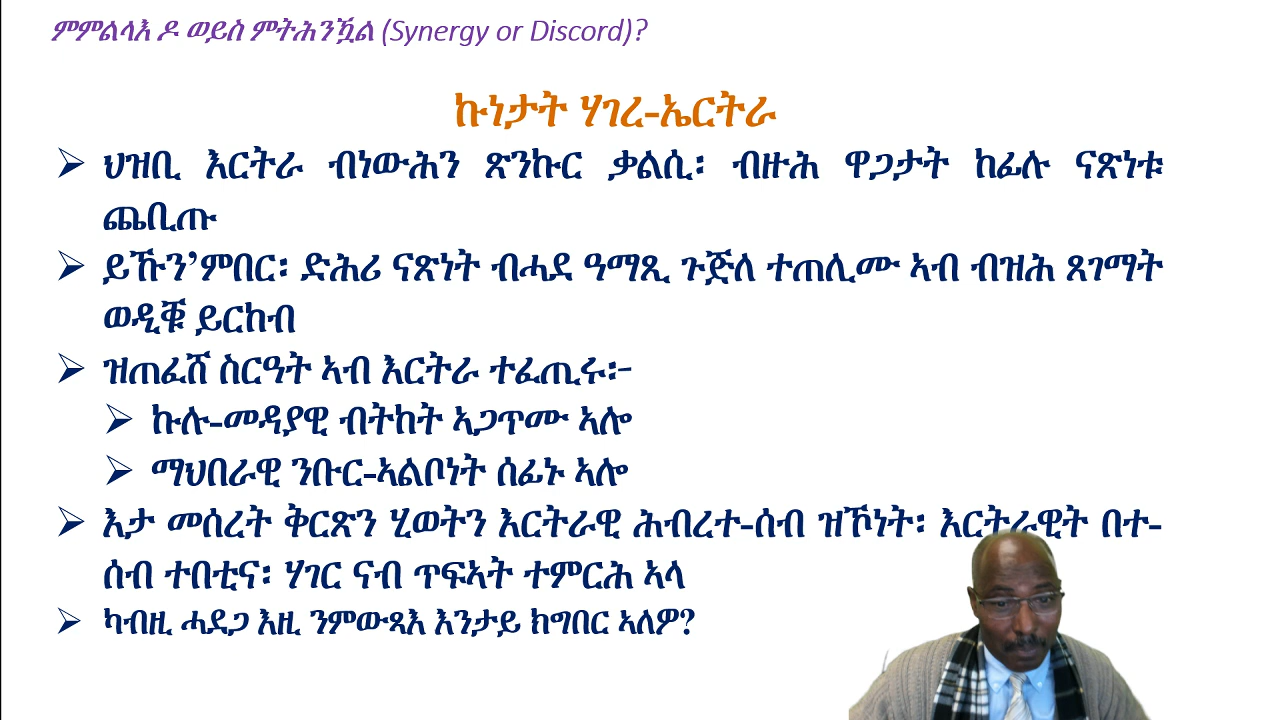 ምምልላእ ዶ ወይስ ምትሕንኳል (Synergy or Discord)?
ኩነታት ሃገረ-ኤርትራ
ህዝቢ እርትራ ብነውሕን ጽንኩር ቃልሲ፡ ብዙሕ ዋጋታት ከፊሉ ናጽነቱ
ጨቢጡ
ይኹን’ምበር፡ ድሕሪ ናጽነት ብሓደ ዓማጺ ጉጅለ ተጠሊሙ ኣብ ብዝሕ ጸገማት
ወዲቑ ይርከብ
ዝጠፈሸ ስርዓት ኣብ እርትራ ተፈጢሩ፦
ኩሉ-መዳያዊ ብትከት ኣጋጥሙ ኣሎ
ማህበራዊ ንቡር-ኣልቦነት ሰፊኑ ኣሎ
እታ መሰረት ቅርጽን ሂወትን እርትራዊ ሕብረተ-ሰብ ዝኾነት፡ እርትራዊት በተ-
ሰብ ተበቲና፡ ሃገር ናብ ጥፍኣት ተምርሕ ኣላ
ካብዚ ሓደጋ እዚ ንምውጻእ እንታይ ክግበር ኣለዎ?